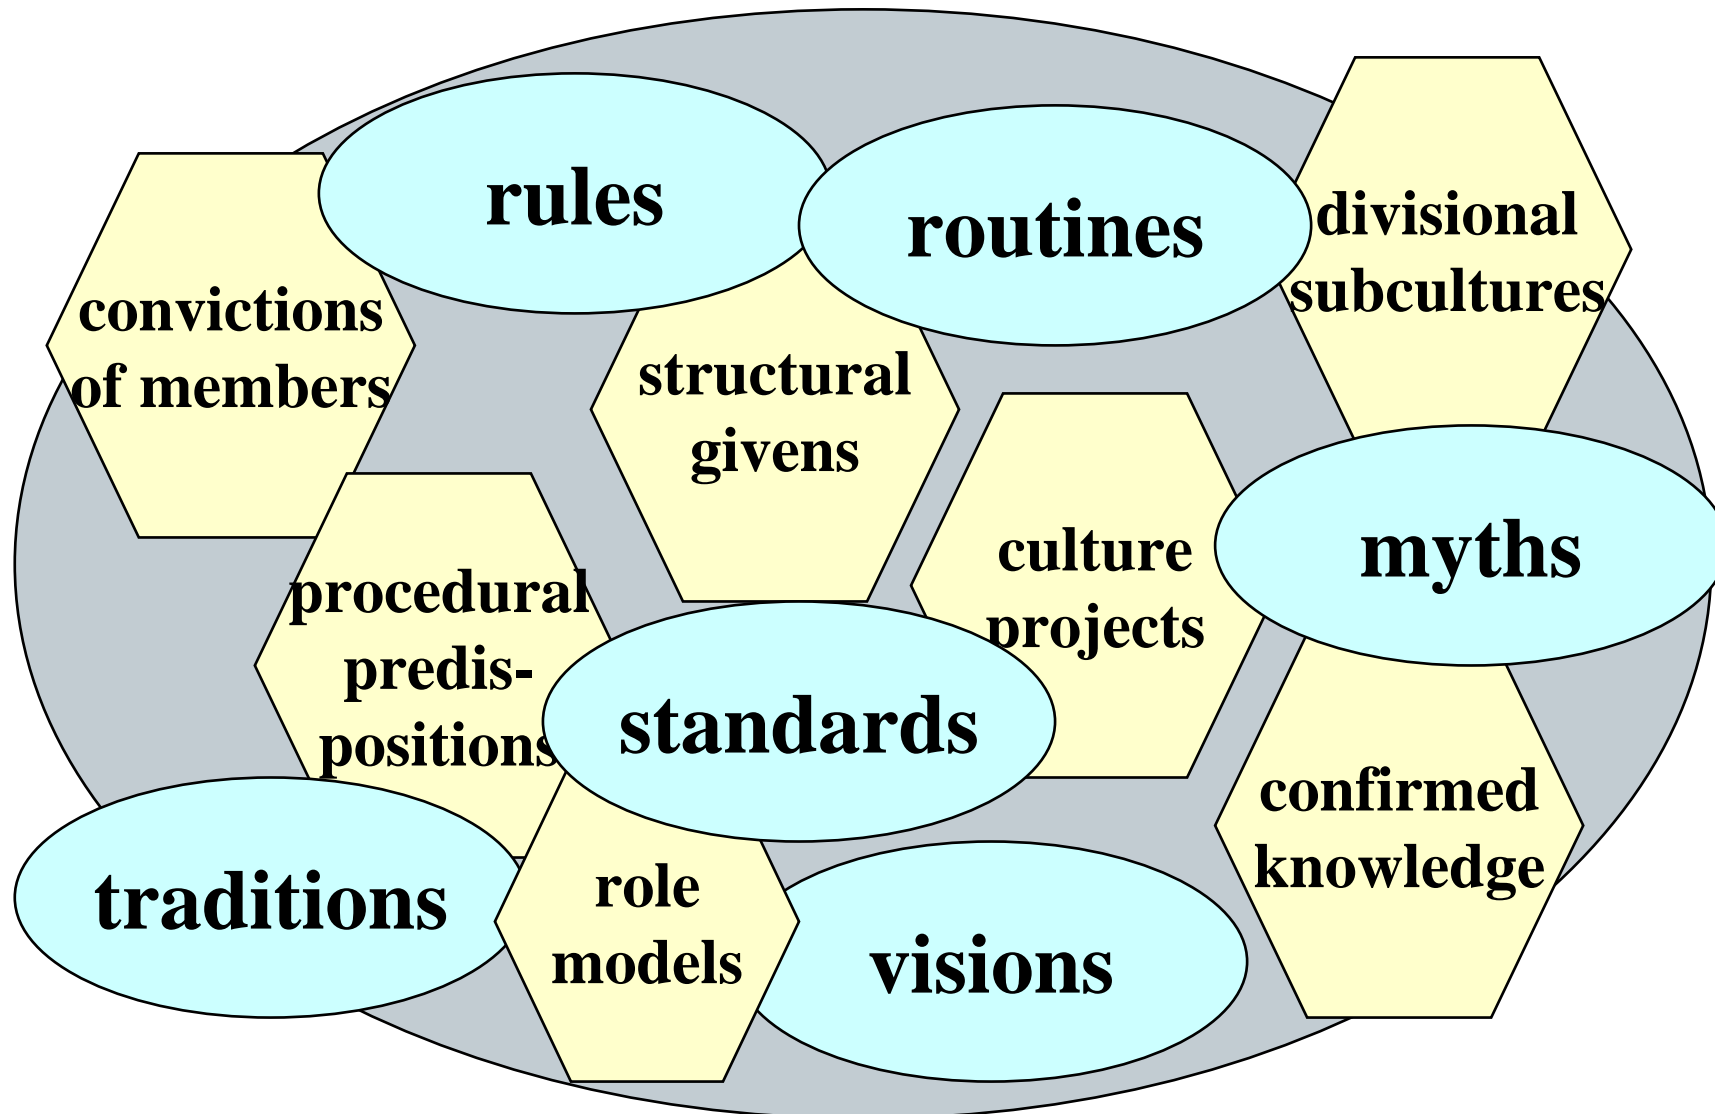 rules
routines
divisional
subcultures
convictions
of members
structural
givens
culture
projects
myths
procedural
predis-
positions
standards
confirmed
knowledge
traditions
role
models
visions